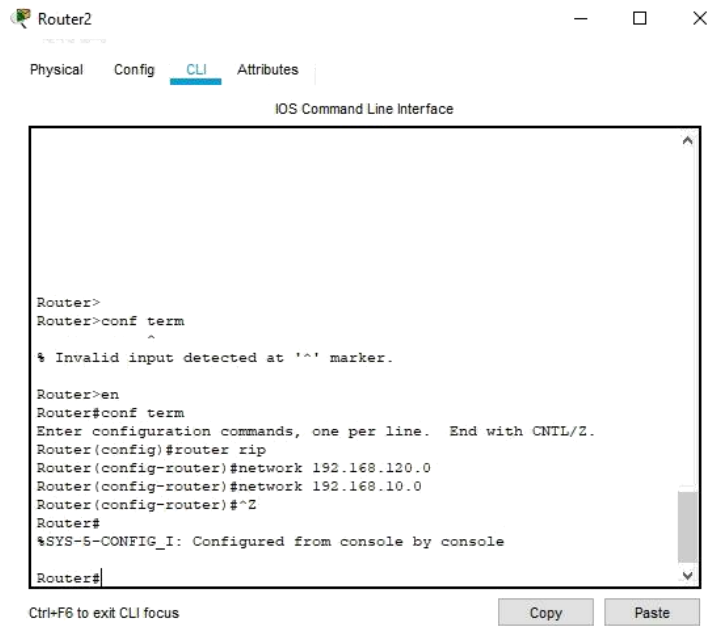 Router2
Physical Config CLI Attributes
IOS Command Line Interface
Router>
Router>conf term
^
% Invalid input detected at '^' marker.
Router>en
Router#conf term
Enter configuration commands, one per line.  End with CNTL/Z.
Router(config)#router rip
Router(config-router)#network 192.168.120.0
Router(config-router)#network 192.168.10.0
Router(config-router)#^Z
Router#
%SYS-5-CONFIG_I: Configured from console by console
Router#
Ctrl+F6 to exit CLI focus
Copy Paste